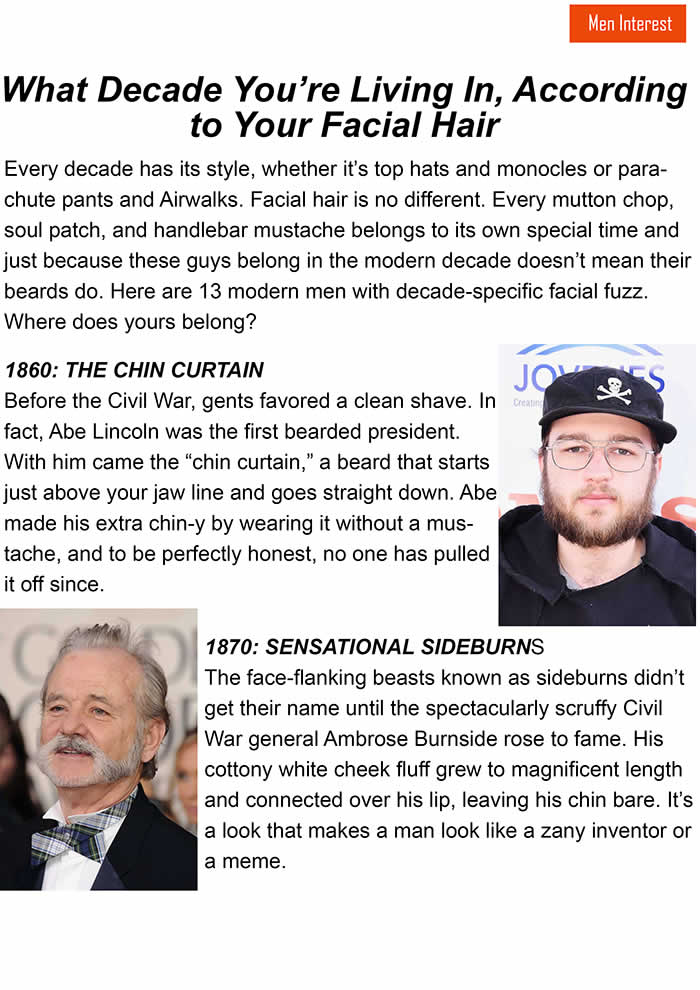 Men Interest
What Decade You’re Living In, According
to Your Facial Hair
Every decade has its style, whether it’s top hats and monocles or para-
chute pants and Airwalks. Facial hair is no different. Every mutton chop,
soul patch, and handlebar mustache belongs to its own special time and
just because these guys belong in the modern decade doesn’t mean their
beards do. Here are 13 modern men with decade-specific facial fuzz.
Where does yours belong?
1860: THE CHIN CURTAIN
Before the Civil War, gents favored a clean shave. In
fact, Abe Lincoln was the first bearded president.
With him came the “chin curtain,” a beard that starts
just above your jaw line and goes straight down. Abe
made his extra chin-y by wearing it without a mus-
tache, and to be perfectly honest, no one has pulled
it off since.
Creating
1870: SENSATIONAL SIDEBURNS
The face-flanking beasts known as sideburns didn’t
get their name until the spectacularly scruffy Civil
War general Ambrose Burnside rose to fame. His
cottony white cheek fluff grew to magnificent length
and connected over his lip, leaving his chin bare. It’s
a look that makes a man look like a zany inventor or
a meme.